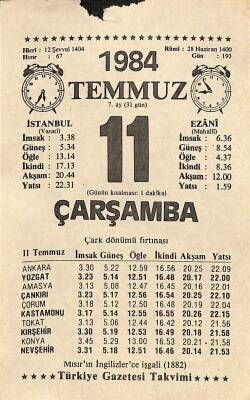 Hicrî : 12 Şevval 1404
Hızır : 67
Rûmî : 28 Haziran 1400
Gün : 193
1984
TEMMUZ
7. ay (31 gün)
İSTANBUL
(Vasatî)
İmsak : 3.38
Güneş : 5.34
Öğle : 13.14
İkindi : 17.13
Akşam : 20.44
Yatsı : 22.31
11
EZÂNÎ
(Mahallî)
İmsak : 6.36
Güneş : 8.54
Öğle : 4.37
İkindi : 8.36
Akşam : 12.00
Yatsı : 1.59
(Günün kısalması: 1 dakika)
ÇARŞAMBA
Çark dönümü fırtınası
11 Temmuz İmsak Güneş Öğle İkindi Akşam Yatsı
ANKARA 3.30 5.22 12.59 16.56 20.25 22.09
YOZGAT 3.23 5.14 12.51 16.48 20.17 22.00
AMASYA 3.13 5.08 12.47 16.45 20.16 22.01
ÇANKIRI 3.23 5.17 12.56 16.54 20.25 22.10
ÇORUM 3.18 5.12 12.50 16.48 20.19 22.04
KASTAMONU 3.17 5.14 12.55 16.55 20.26 22.15
TOKAT 3.13 5.06 12.44 16.42 20.12 21.56
KIRŞEHİR 3.30 5.18 12.53 16.50 20.18 21.58
KONYA 3.45 5.29 13.00 16.53 20.21 21.58
NEVŞEHİR 3.31 5.18 12.53 16.46 20.14 21.53
Mısır'ın İngilizler'ce işgali (1882)
Türkiye Gazetesi Takvimi